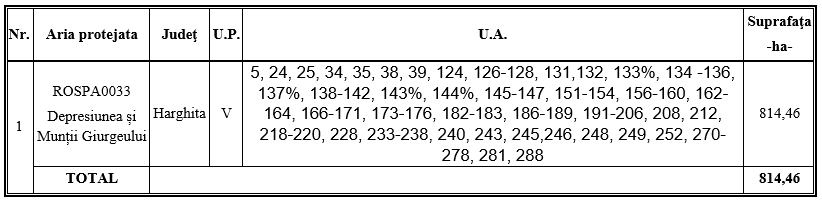 Nr. Aria protejata Judeţ U.P. U.A. Suprafaţa
-ha-
1 ROSPA0033
Depresiunea și
Munții Giurgeului
Harghita V
5, 24, 25, 34, 35, 38, 39, 124, 126-128, 131,132, 133%, 134 -136,
137%, 138-142, 143%, 144%, 145-147, 151-154, 156-160, 162-
164, 166-171, 173-176, 182-183, 186-189, 191-206, 208, 212,
218-220, 228, 233-238, 240, 243, 245,246, 248, 249, 252, 270-
278, 281, 288
814,46
TOTAL 814,46